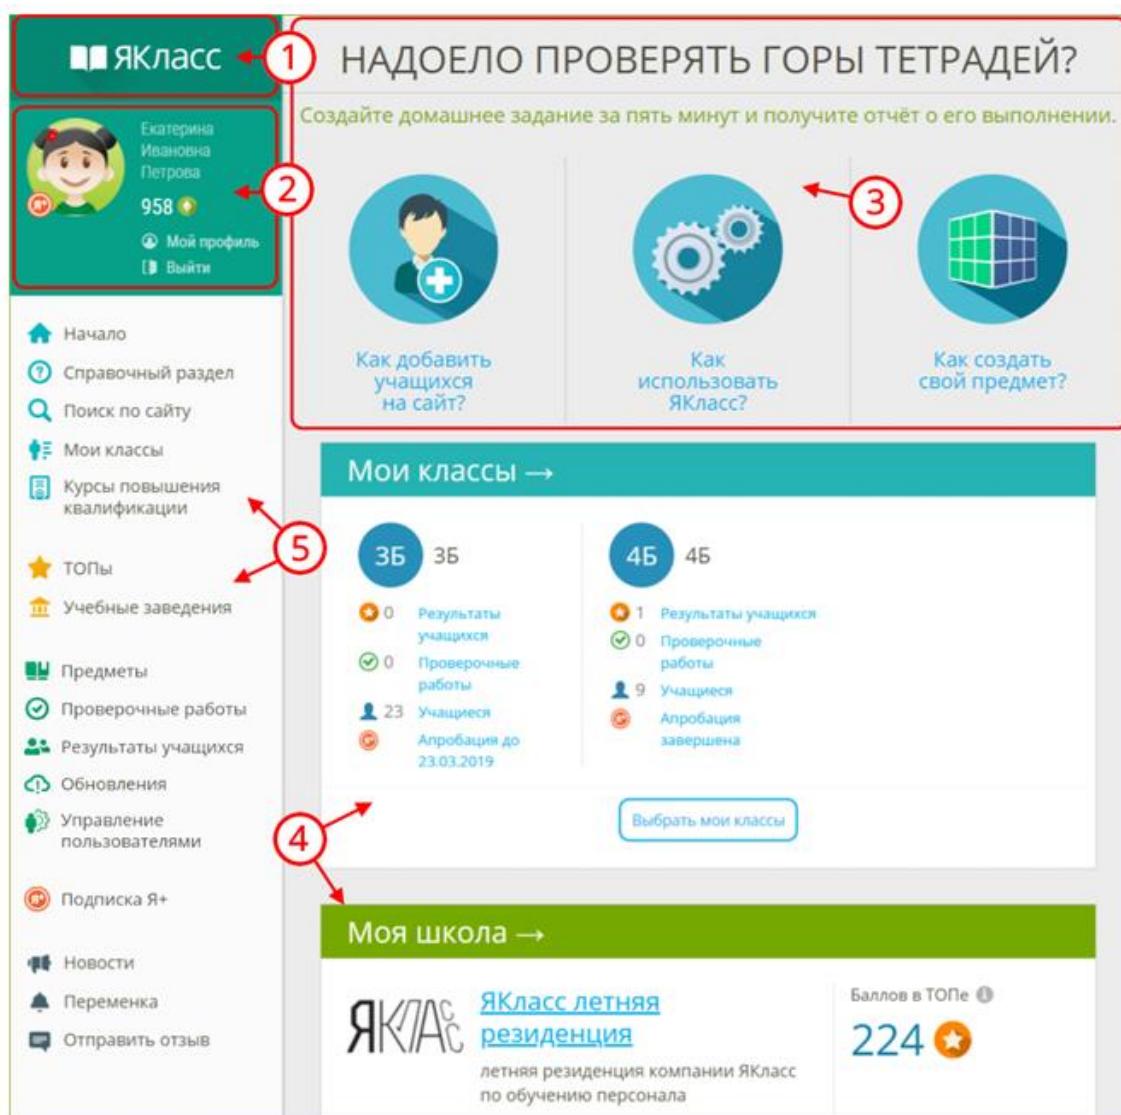 ЯКласс
1
Екатерина
Ивановна
Петрова
958
2
Мой профиль
Выйти
НАДОЕЛО ПРОВЕРЯТЬ ГОРЫ ТЕТРАДЕЙ?
Создайте домашнее задание за пять минут и получите отчёт о его выполнении.
3
Как добавить
учащихся
на сайт?
Как
использовать
ЯКласс?
Как создать
свой предмет?
Начало
Справочный раздел
Поиск по сайту
Мои классы
Курсы повышения
квалификации
5
ТОПы
Учебные заведения
Предметы
Проверочные работы
Результаты учащихся
Обновления
Управление
пользователями
Я+
Подписка Я+
Новости
Переменка
Отправить отзыв
Мои классы →
3Б 3Б
0 Результаты
учащихся
0 Проверочные
работы
23 Учащиеся
Апробация до
23.03.2019
4Б 4Б
1 Результаты учащихся
0 Проверочные
работы
9 Учащиеся
Апробация
завершена
4
Выбрать мои классы
Моя школа →
ЯКЛАСС
ЯКласс летняя
резиденция
летняя резиденция компании ЯКласс
по обучению персонала
Баллов в ТОПе
224